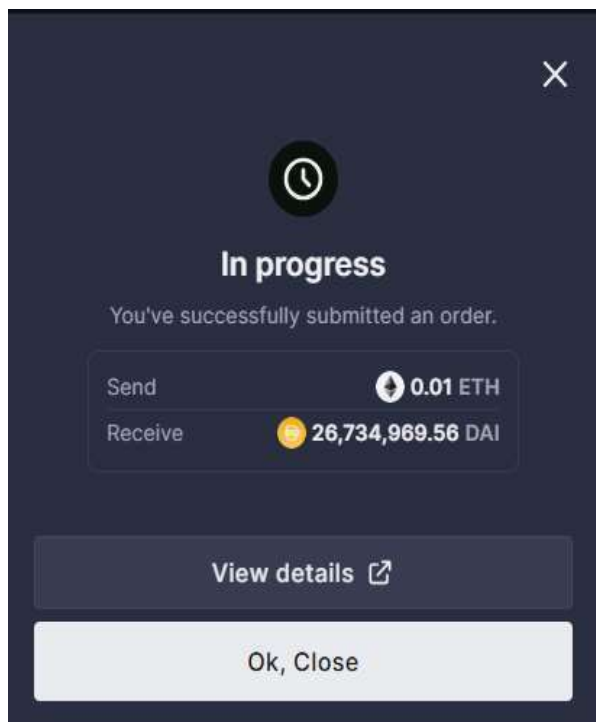 In progress
You've successfully submitted an order.
Send 0.01 ETH
Receive 26,734,969.56 DAI
View details
Ok, Close